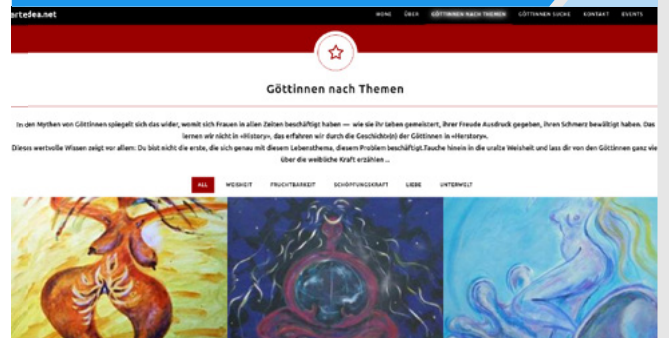 artedea.net
HOME ÜBER GÖTTINNEN NACH THEMEN GÖTTINNEN SUCHE KONTAKT EVENTS
Göttinnen nach Themen
In den Mythen von Göttinnen spiegelt sich das wider, womit sich Frauen in allen Zeiten beschäftigt haben — wie sie ihr Leben gemeistert, ihrer Freude Ausdruck gegeben, ihren Schmerz bewältigt haben. Das
lernen wir nicht in «History», das erfahren wir durch die Geschichte(n) der Göttinnen in «Herstory».
Dieses wertvolle Wissen zeigt vor allem: Du bist nicht die erste, die sich genau mit diesem Lebensthema, diesem Problem beschäftigt.Tauche hinein in die uralte Weisheit und lass dir von den Göttinnen ganz vie
über die weibliche Kraft erzählen ...
ALL WEISHEIT FRUCHTBARKEIT SCHÖPFUNGSKRAFT LIEBE UNTERWELT